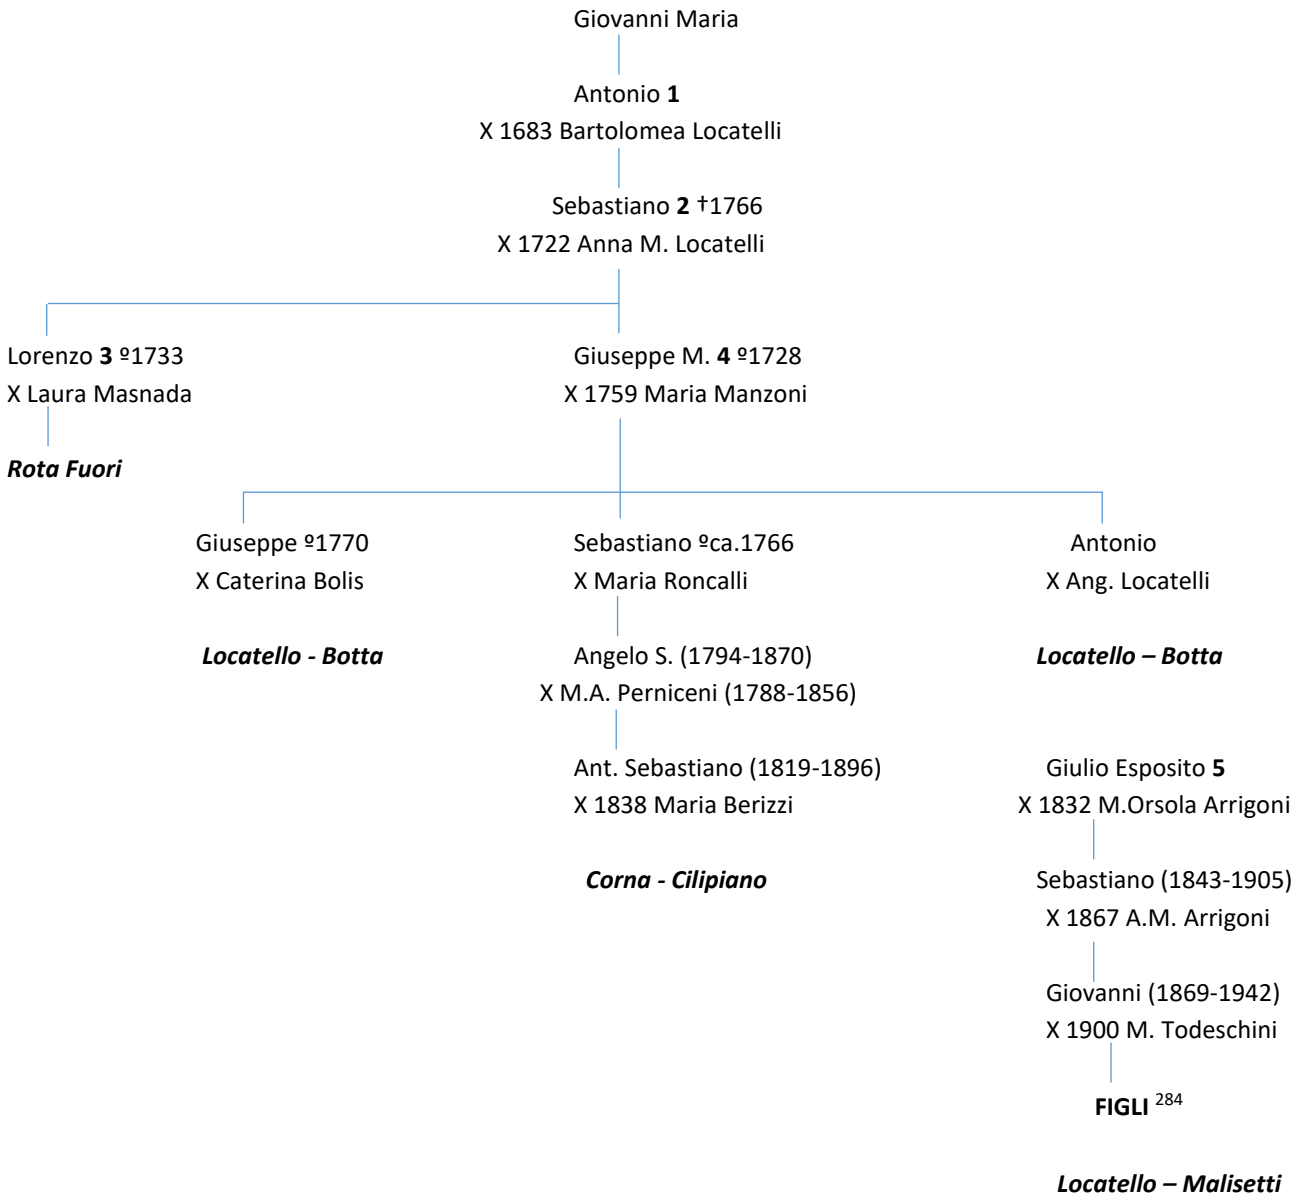 Giovanni Maria
Antonio 1
X 1683 Bartolomea Locatelli
Sebastiano 2 †1766
X 1722 Anna M. Locatelli
Lorenzo 3 º1733
X Laura Masnada
Rota Fuori
Giuseppe M. 4 º1728
X 1759 Maria Manzoni
Giuseppe º1770
X Caterina Bolis
Locatello - Botta
Sebastiano ºca.1766
X Maria Roncalli
Angelo S. (1794-1870)
X M.A. Perniceni (1788-1856)
Ant. Sebastiano (1819-1896)
X 1838 Maria Berizzi
Corna - Cilipiano
Antonio
X Ang. Locatelli
Locatello – Botta
Giulio Esposito 5
X 1832 M.Orsola Arrigoni
Sebastiano (1843-1905)
X 1867 A.M. Arrigoni
Giovanni (1869-1942)
X 1900 M. Todeschini
FIGLI 284
Locatello – Malisetti